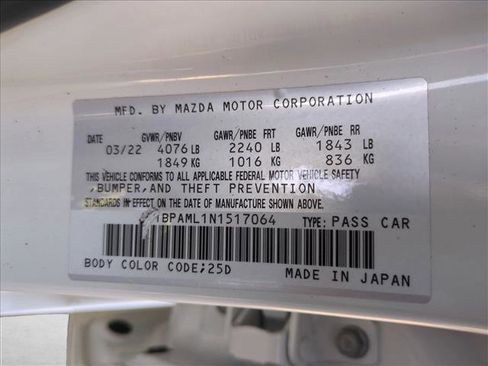 MFD. BY MAZDA MOTOR CORPORATION
DATE GVWR/PNBV GAWR/PNBE FRT GAWR/PNBE RR
03/22 4076 LB 2240 LB 1843 LB
1849 KG 1016 KG 836 KG
THIS VEHICLE CONFORMS TO ALL APPLICABLE FEDERAL MOTOR VEHICLE SAFETY
,BUMPER,AND THEFT PREVENTION
STANDARDS IN EFFECT ON THE DATE OF MANUFACTURE SHOWN ABOVE.
1BPAML1N1517064 TYPE: PASS CAR
BODY COLOR CODE;25D MADE IN JAPAN